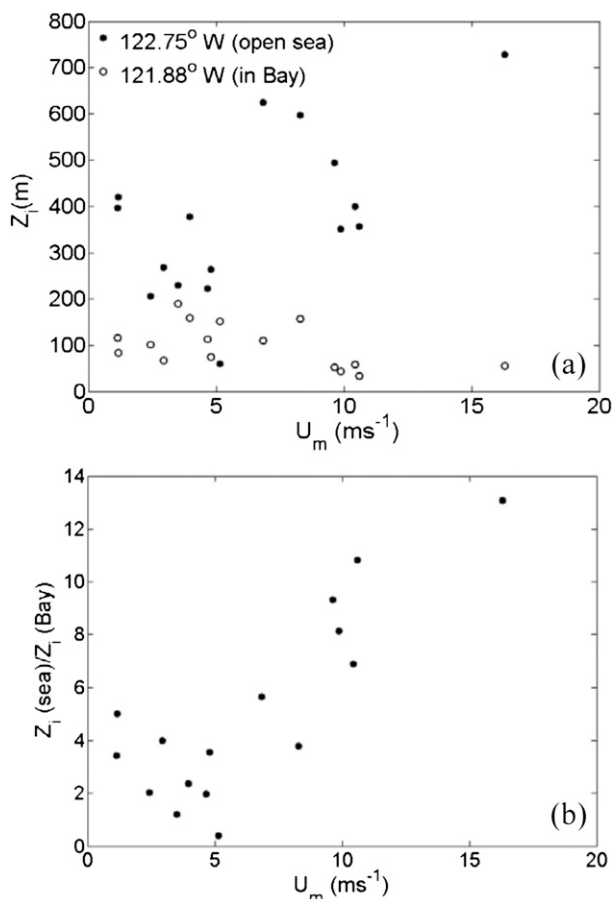 800
700
600
500
400
300
200
100
0
Z_i(m)
122.75° W (open sea)
121.88° W (in Bay)
(a)
0 5 10 15 20
U_m (ms^-1)
14
12
10
8
6
4
2
0
Z_i (sea)/Z_i (Bay)
(b)
0 5 10 15 20
U_m (ms^-1)